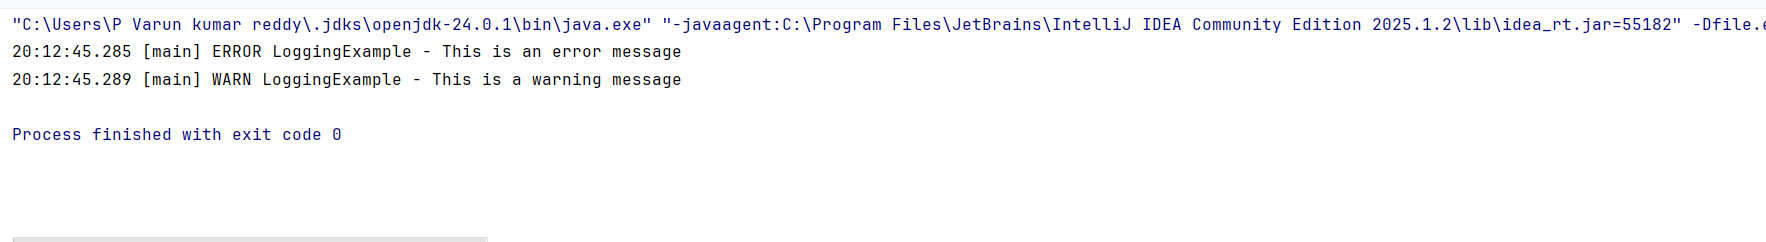 "C:\Users\P Varun kumar reddy\.jdks\openjdk-24.0.1\bin\java.exe" "-javaagent:C:\Program Files\JetBrains\IntelliJ IDEA Community Edition 2025.1.2\lib\idea_rt.jar=55182" -Dfile.e
20:12:45.285 [main] ERROR LoggingExample - This is an error message
20:12:45.289 [main] WARN LoggingExample - This is a warning message
Process finished with exit code 0